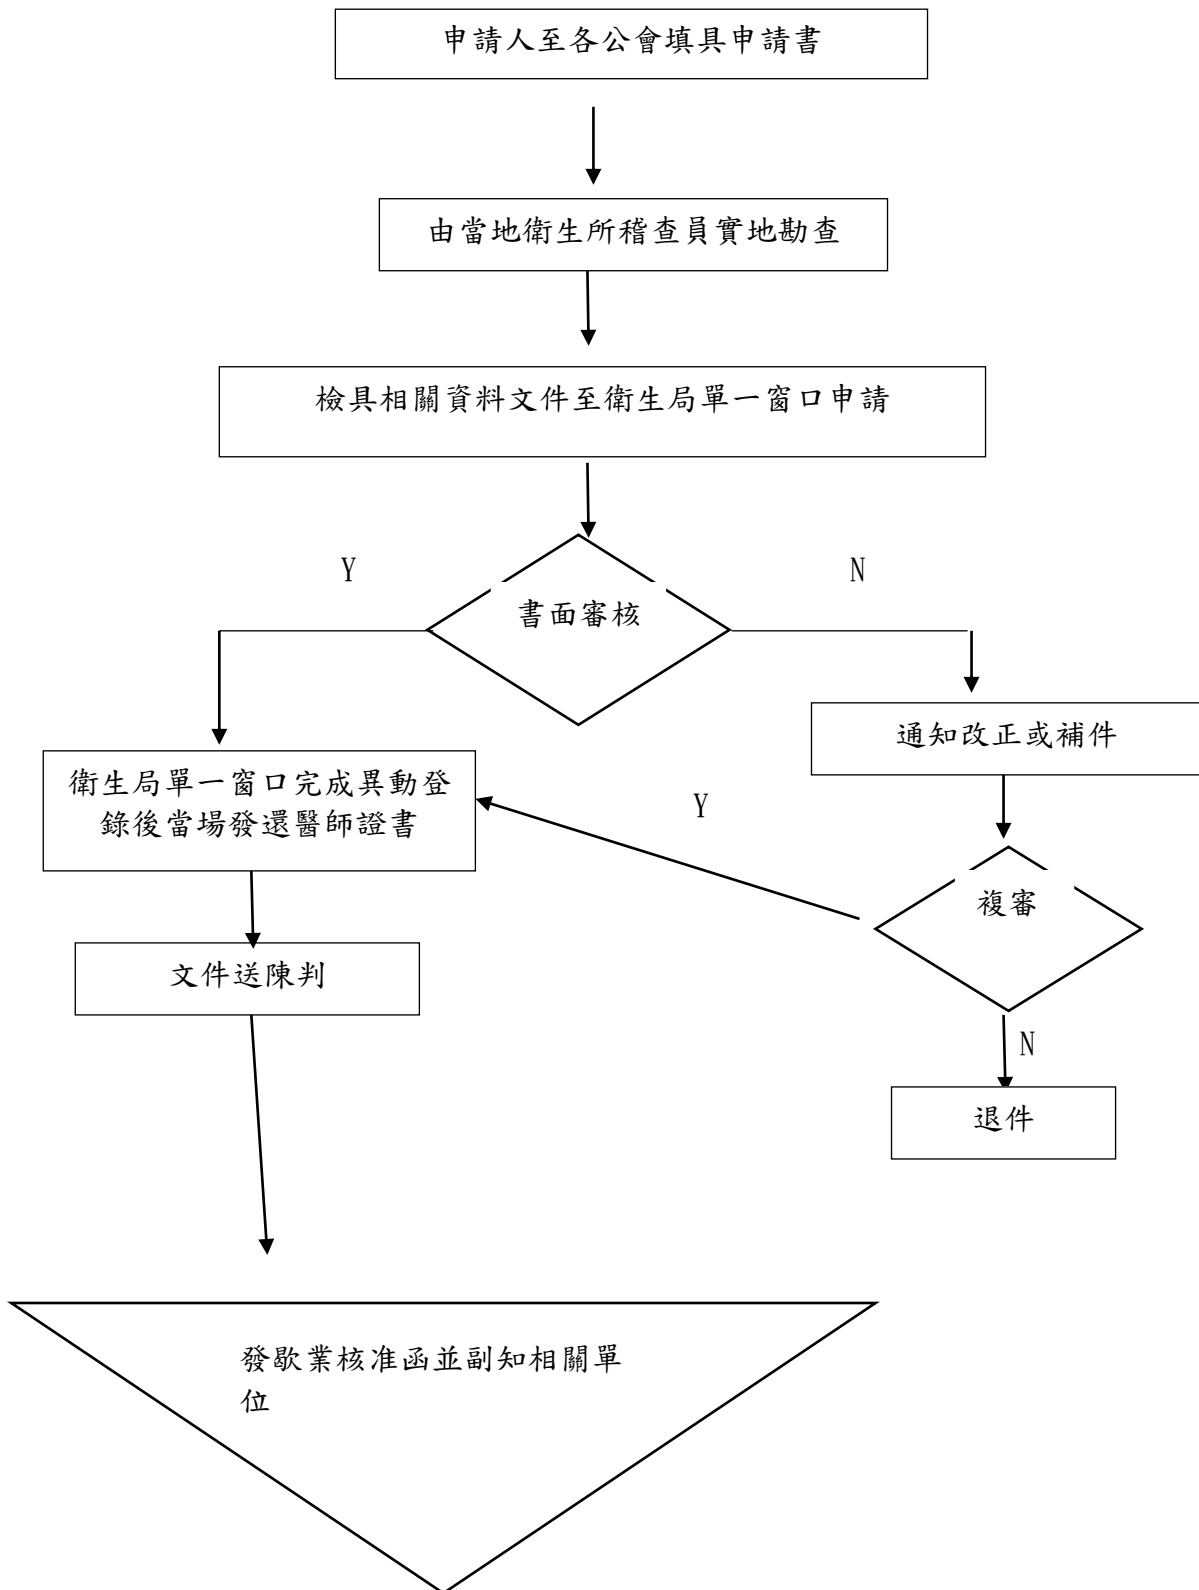 申請人至各公會填具申請書
由當地衛生所稽查員實地勘查
檢具相關資料文件至衛生局單一窗口申請
Y
N
書面審核
通知改正或補件
衛生局單一窗口完成異動登
錄後當場發還醫師證書
Y
複審
文件送陳判
N
退件
發歇業核准函並副知相關單
位